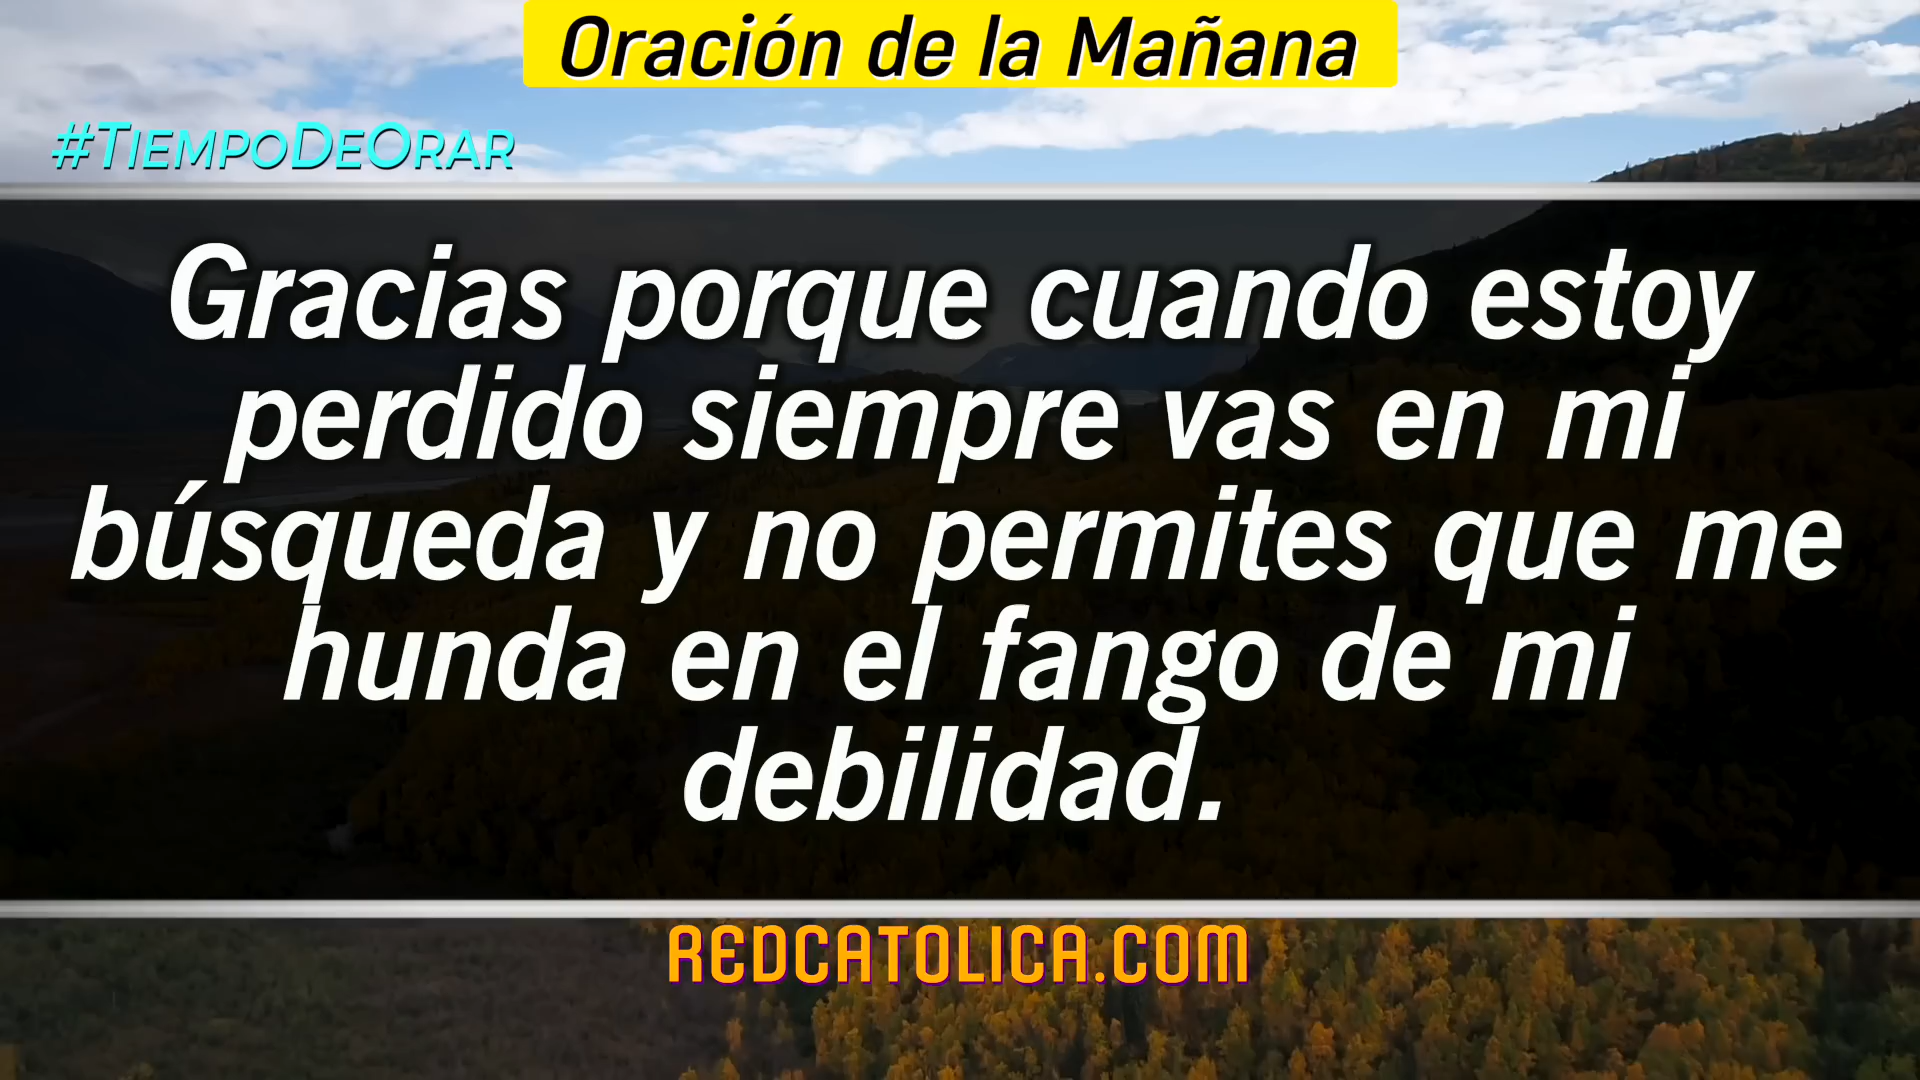 Oración de la Mañana
#TiempoDeOrar
Gracias porque cuando estoy
perdido siempre vas en mi
búsqueda y no permites que me
hunda en el fango de mi
debilidad.
REDCATOLICA.COM